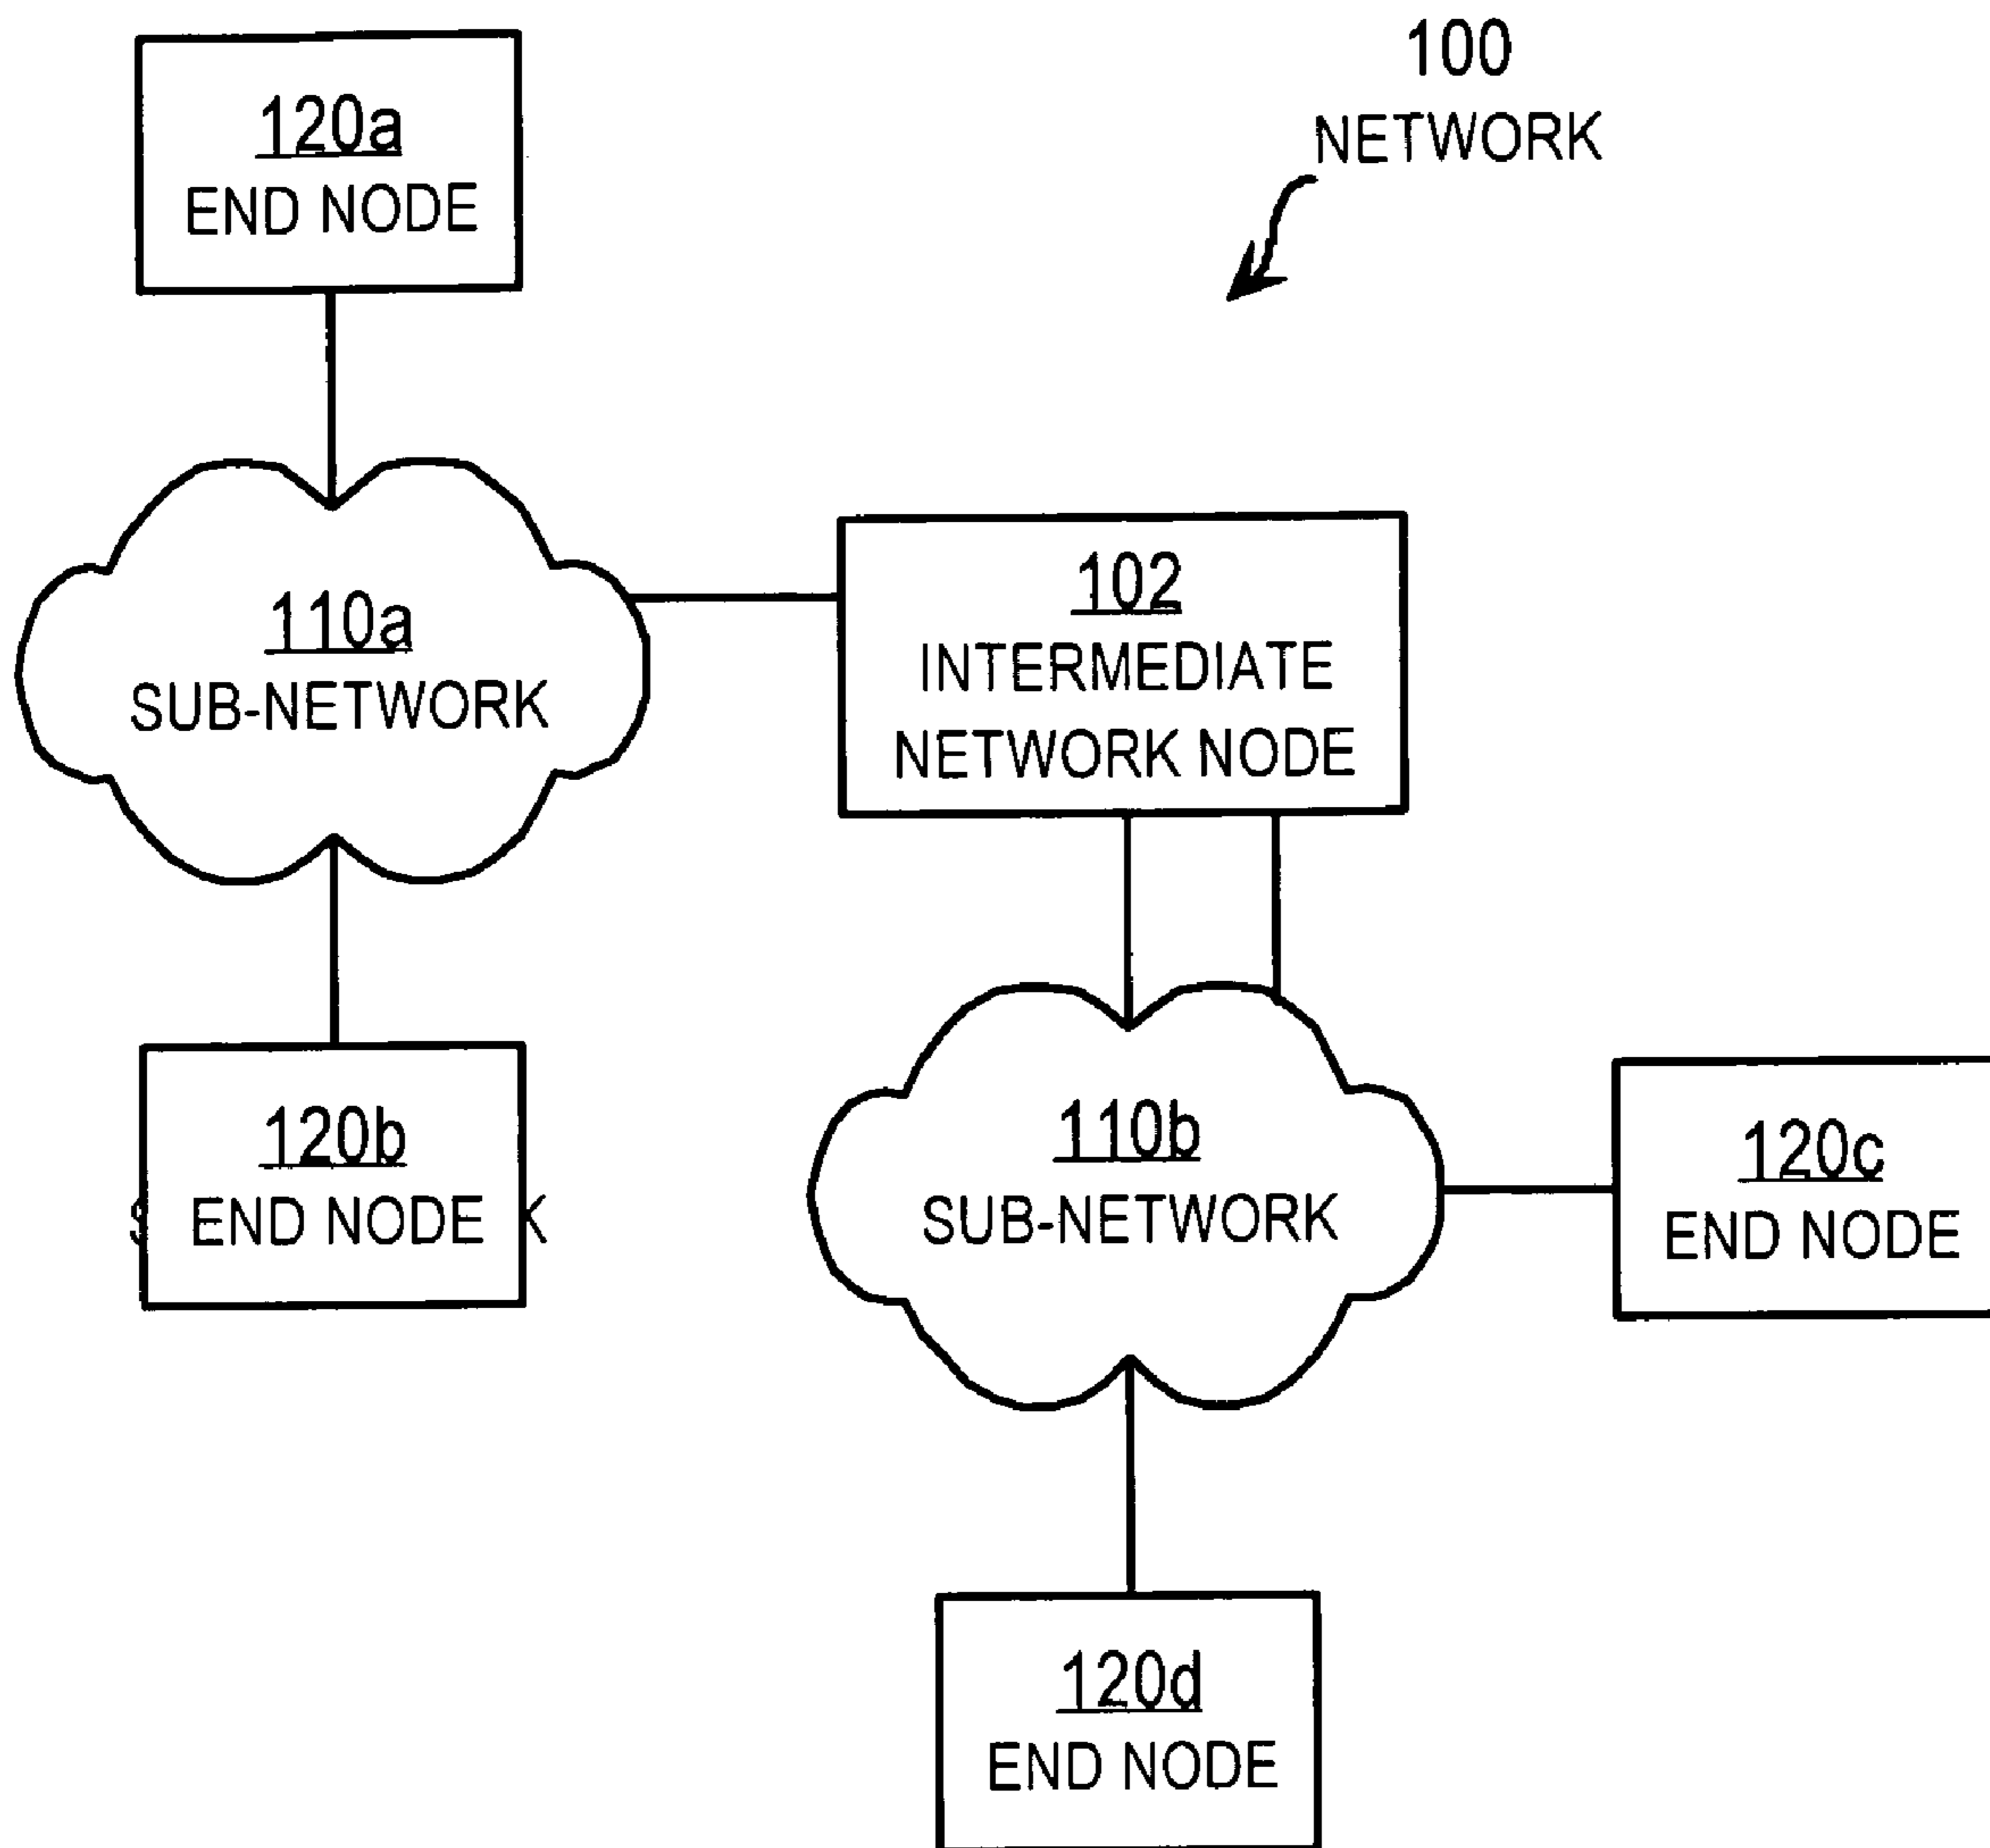 100
NETWORK
120a
END NODE
110a
SUB-NETWORK
102
INTERMEDIATE
NETWORK NODE
120b
END NODE
110b
SUB-NETWORK
120c
END NODE
120d
END NODE